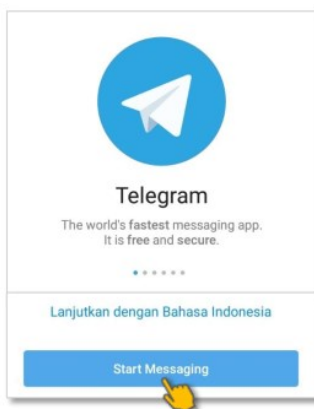 Telegram
The world's fastest messaging app.
It is free and secure.
Lanjutkan dengan Bahasa Indonesia
Start Messaging